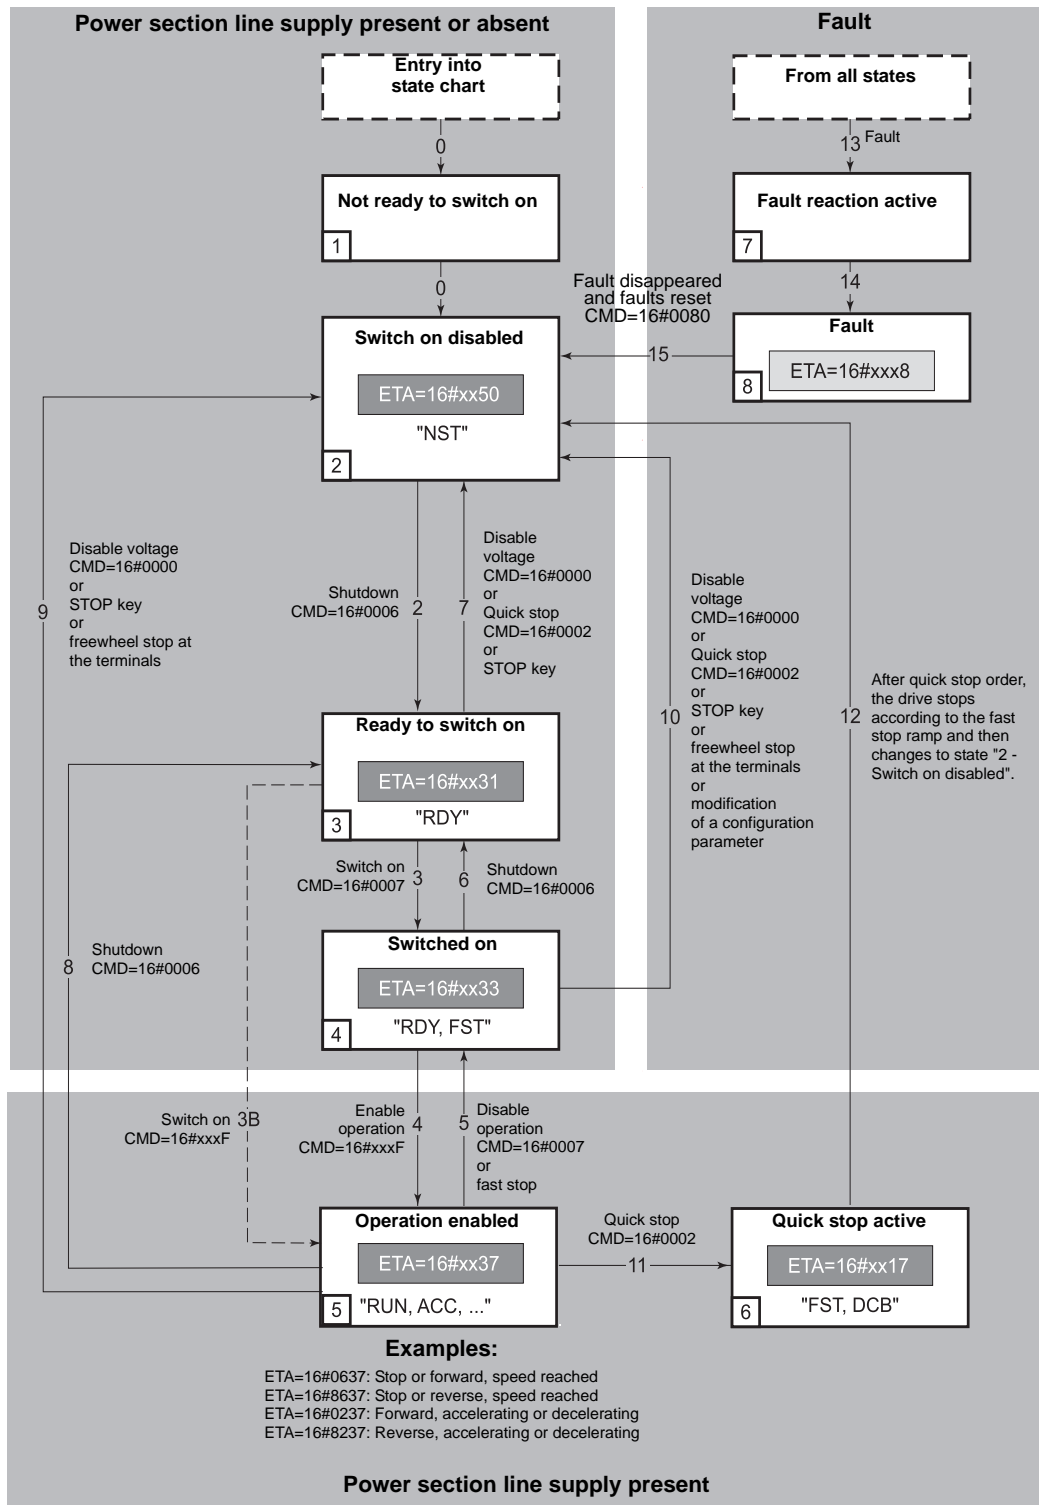 Power section line supply present or absent
Fault
Entry into
state chart
From all states
0
13 Fault
Not ready to switch on
1
Fault reaction active
7
0
14
Fault disappeared
and faults reset
CMD=16#0080
15
Switch on disabled
ETA=16#xx50
"NST"
2
Fault
ETA=16#xxx8
8
Disable voltage
CMD=16#0000
or
STOP key
or
freewheel stop at
the terminals
9
Shutdown
CMD=16#0006
2
7
Disable
voltage
CMD=16#0000
or
Quick stop
CMD=16#0002
or
STOP key
10
Disable
voltage
CMD=16#0000
or
Quick stop
CMD=16#0002
or
STOP key
or
freewheel stop
at the terminals
or
modification
of a configuration
parameter
12
After quick stop order,
the drive stops
according to the fast
stop ramp and then
changes to state "2 -
Switch on disabled".
Ready to switch on
ETA=16#xx31
"RDY"
3
Switch on
CMD=16#0007
3
6
Shutdown
CMD=16#0006
8
Shutdown
CMD=16#0006
Switched on
ETA=16#xx33
"RDY, FST"
4
Switch on
CMD=16#xxxF
3B
Enable
operation
CMD=16#xxxF
4
5
Disable
operation
CMD=16#0007
or
fast stop
Operation enabled
ETA=16#xx37
"RUN, ACC, ..."
5
Quick stop
CMD=16#0002
11
Quick stop active
ETA=16#xx17
"FST, DCB"
6
Examples:
ETA=16#0637: Stop or forward, speed reached
ETA=16#8637: Stop or reverse, speed reached
ETA=16#0237: Forward, accelerating or decelerating
ETA=16#8237: Reverse, accelerating or decelerating
Power section line supply present